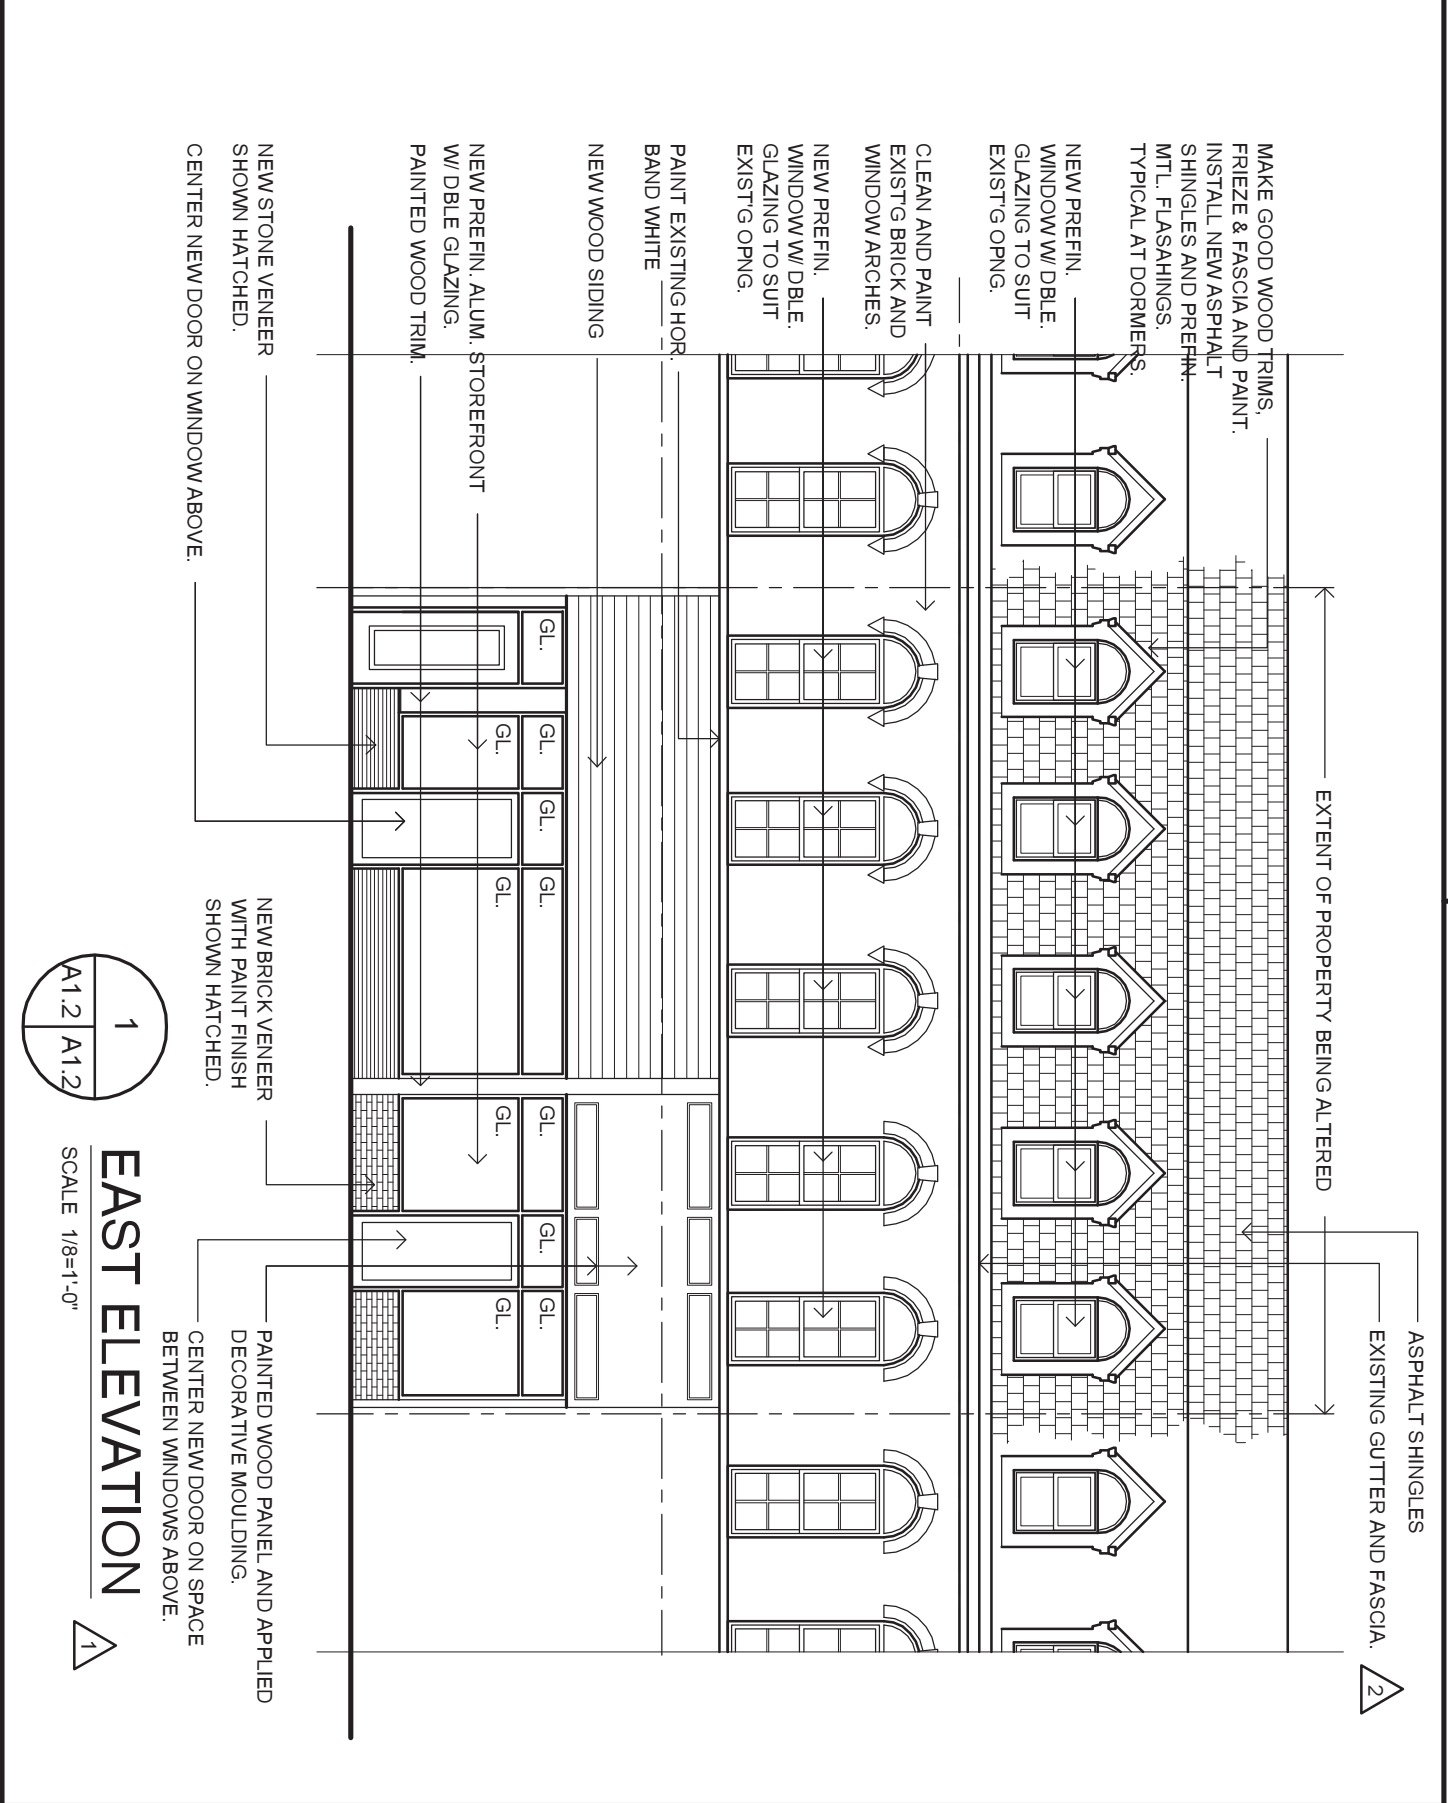 ASPHALT SHINGLES
EXISTING GUTTER AND FASCIA.
2
EXTENT OF PROPERTY BEING ALTERED
MAKE GOOD WOOD TRIMS,
FRIEZE & FASCIA AND PAINT.
INSTALL NEW ASPHALT
SHINGLES AND PREFIN.
MTL. FLASAHINGS.
TYPICAL AT DORMERS.
NEW PREFIN.
WINDOW W/ DBLE.
GLAZING TO SUIT
EXIST'G OPNG.
CLEAN AND PAINT
EXIST'G BRICK AND
WINDOW ARCHES.
NEW PREFIN.
WINDOW W/ DBLE.
GLAZING TO SUIT
EXIST'G OPNG.
PAINT EXISTING HOR.
BAND WHITE
NEW WOOD SIDING
NEW PREFIN. ALUM. STOREFRONT
W/ DBLE GLAZING.
PAINTED WOOD TRIM.
GL.
GL.
GL.
GL.
GL.
GL.
GL.
GL.
GL.
GL.
GL.
NEW STONE VENEER
SHOWN HATCHED.
CENTER NEW DOOR ON WINDOW ABOVE.
NEW BRICK VENEER
WITH PAINT FINISH
SHOWN HATCHED.
PAINTED WOOD PANEL AND APPLIED
DECORATIVE MOULDING.
CENTER NEW DOOR ON SPACE
BETWEEN WINDOWS ABOVE.
1
A1.2 A1.2
EAST ELEVATION
SCALE 1/8=1'-0"
1